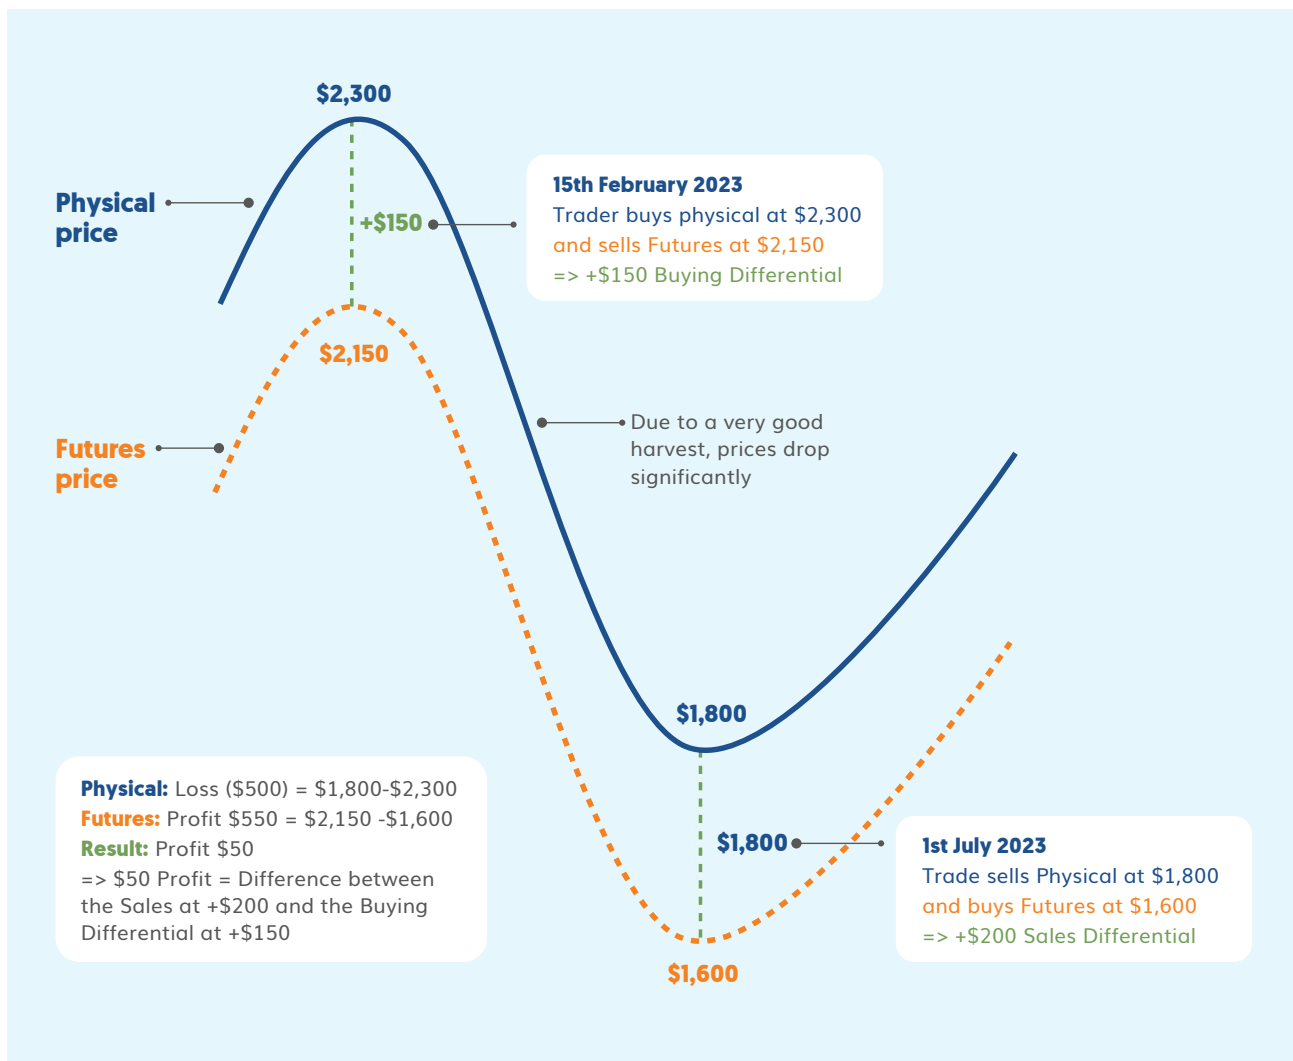 $2,300
Physical
price
+$150
15th February 2023
Trader buys physical at $2,300
and sells Futures at $2,150
=> +$150 Buying Differential
$2,150
Futures
price
Due to a very good
harvest, prices drop
significantly
$1,800
Physical: Loss ($500) = $1,800-$2,300
Futures: Profit $550 = $2,150 -$1,600
Result: Profit $50
=> $50 Profit = Difference between
the Sales at +$200 and the Buying
Differential at +$150
$1,800
1st July 2023
Trade sells Physical at $1,800
and buys Futures at $1,600
=> +$200 Sales Differential
$1,600